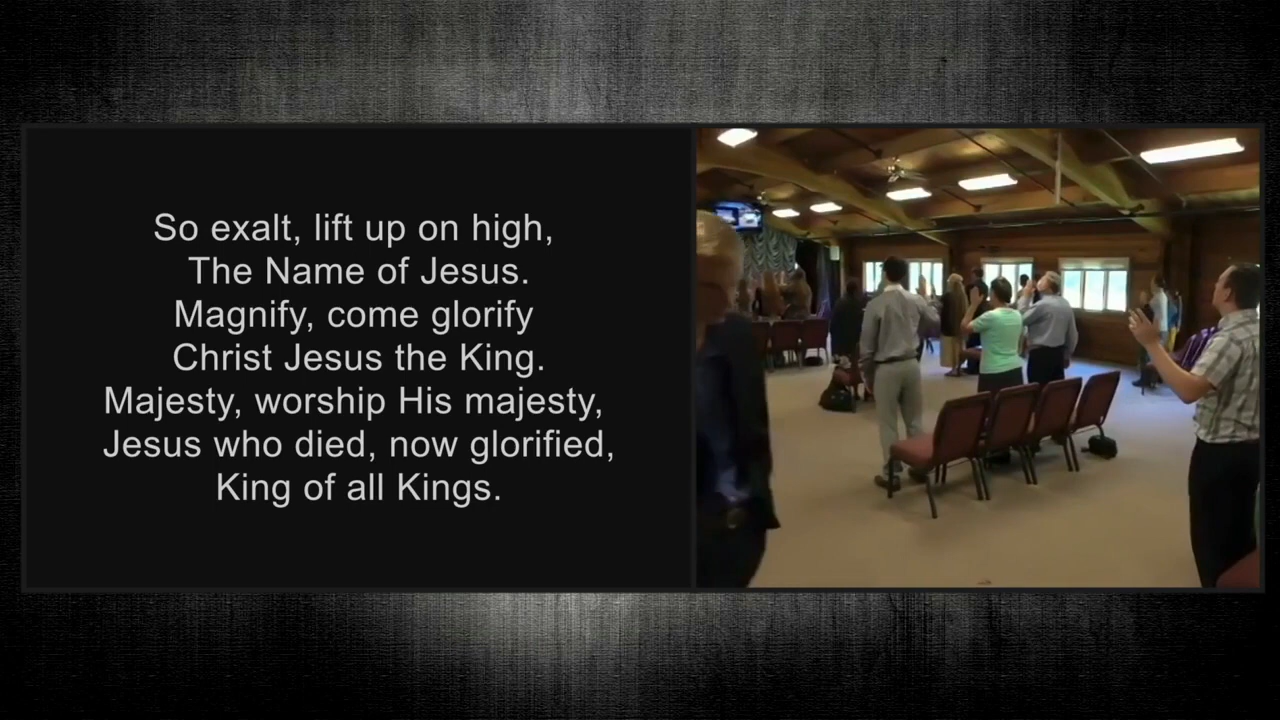 So exalt, lift up on high,
The Name of Jesus.
Magnify, come glorify
Christ Jesus the King.
Majesty, worship His majesty,
Jesus who died, now glorified,
King of all Kings.